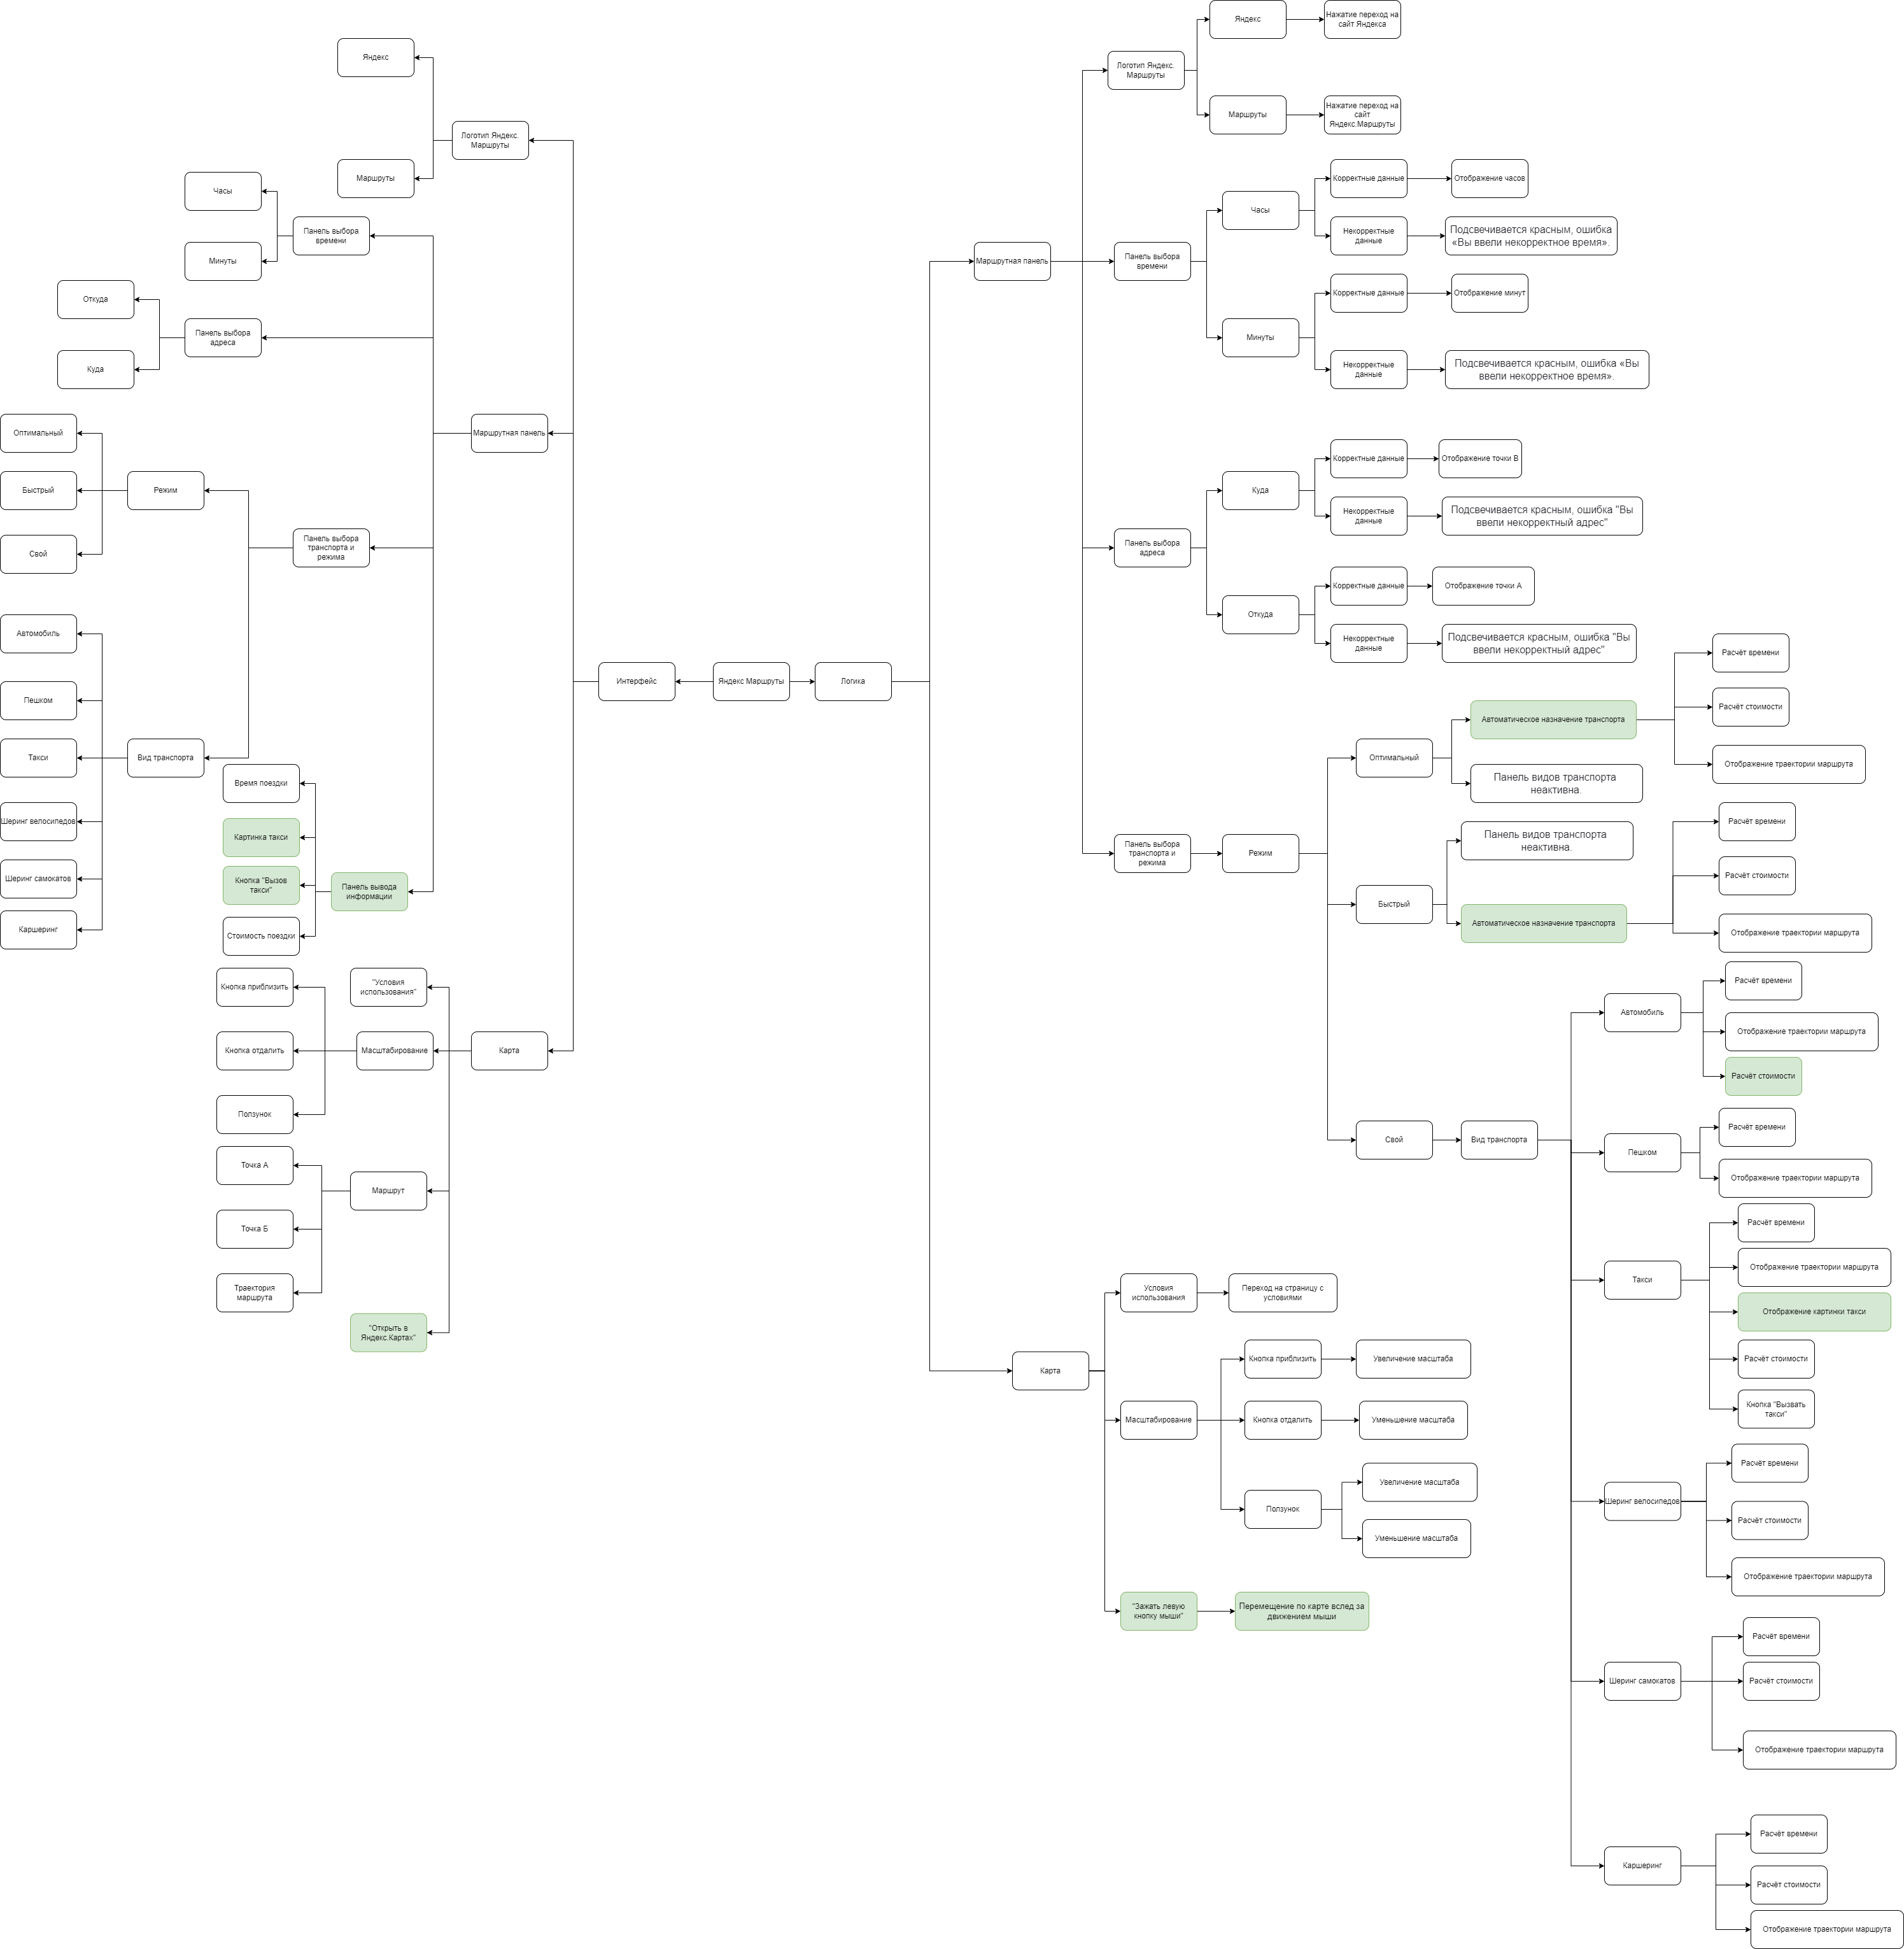 Яндекс
Логотип Яндекс.
Маршруты
Маршруты
Часы
Панель выбора
времени
Минуты
Откуда
Панель выбора
адреса
Куда
Маршрутная панель
Оптимальный
Быстрый
Режим
Свой
Панель выбора
транспорта и
режима
Автомобиль
Пешком
Такси
Вид транспорта
Шеринг велосипедов
Шеринг самокатов
Каршеринг
Время поездки
Картинка такси
Кнопка "Вызов
такси"
Панель вывода
информации
Стоимость поездки
Кнопка приблизить
"Условия
использования"
Кнопка отдалить
Масштабирование
Карта
Ползунок
Точка А
Маршрут
Точка Б
Траектория
маршрута
"Открыть в
Яндекс.Картах"
Интерфейс
Яндекс Маршруты
Логика
Маршрутная панель
Логотип Яндекс.
Маршруты
Яндекс
Нажатие переход на
сайт Яндекса
Маршруты
Нажатие переход на
сайт
Яндекс.Маршруты
Панель выбора
времени
Часы
Корректные данные
Отображение часов
Некорректные
данные
Подсвечивается красным, ошибка
«Вы ввели некорректное время».
Минуты
Корректные данные
Отображение минут
Некорректные
данные
Подсвечивается красным, ошибка «Вы
ввели некорректное время».
Панель выбора
адреса
Куда
Корректные данные
Отображение точки В
Некорректные
данные
Подсвечивается красным, ошибка "Вы
ввели некорректный адрес"
Откуда
Корректные данные
Отображение точки А
Некорректные
данные
Подсвечивается красным, ошибка "Вы
ввели некорректный адрес"
Панель выбора
транспорта и
режима
Режим
Оптимальный
Автоматическое назначение транспорта
Расчёт времени
Расчёт стоимости
Отображение траектории маршрута
Панель видов транспорта
неактивна.
Быстрый
Панель видов транспорта
неактивна.
Автоматическое назначение транспорта
Расчёт времени
Расчёт стоимости
Отображение траектории маршрута
Свой
Вид транспорта
Автомобиль
Расчёт времени
Отображение траектории маршрута
Расчёт стоимости
Пешком
Расчёт времени
Отображение траектории маршрута
Такси
Расчёт времени
Отображение траектории маршрута
Отображение картинки такси
Расчёт стоимости
Кнопка "Вызвать
такси"
Шеринг велосипедов
Расчёт времени
Расчёт стоимости
Отображение траектории маршрута
Шеринг самокатов
Расчёт времени
Расчёт стоимости
Отображение траектории маршрута
Каршеринг
Расчёт времени
Расчёт стоимости
Отображение траектории маршрута
Карта
Условия
использования
Переход на страницу с
условиями
Масштабирование
Кнопка приблизить
Увеличение масштаба
Кнопка отдалить
Уменьшение масштаба
Ползунок
Увеличение масштаба
Уменьшение масштаба
"Зажать левую
кнопку мыши"
Перемещение по карте вслед за
движением мыши